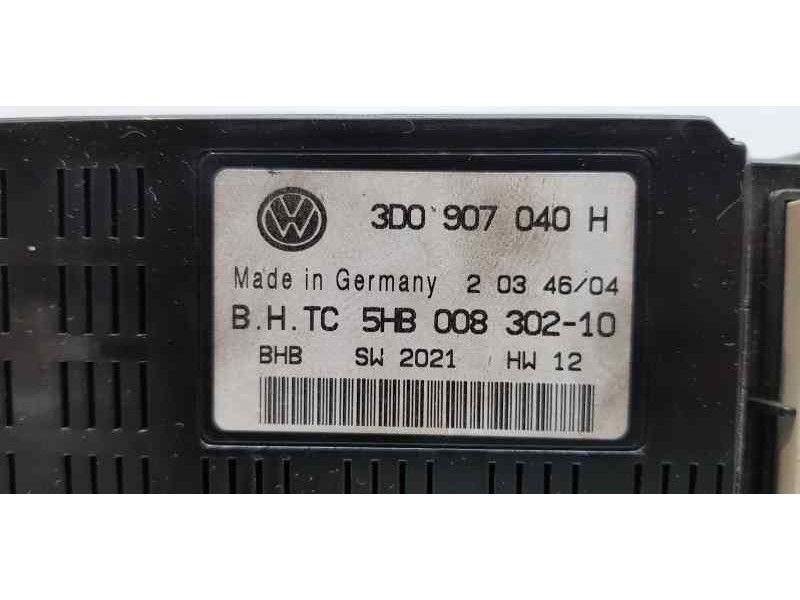 3D0 907 040 H
Made in Germany 2 03 46/04
B.H.TC 5HB 008 302-10
BHB SW 2021 HW 12